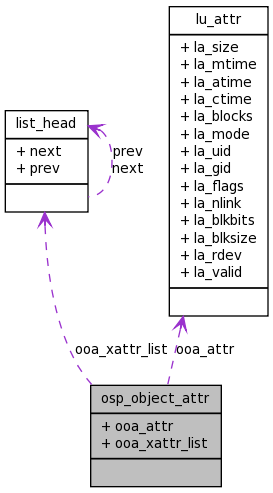 lu_attr
+ la_size
+ la_mtime
+ la_atime
+ la_ctime
+ la_blocks
+ la_mode
+ la_uid
+ la_gid
+ la_flags
+ la_nlink
+ la_blkbits
+ la_blksize
+ la_rdev
+ la_valid
list_head
+ next
+ prev
prev
next
ooa_xattr_list
ooa_attr
osp_object_attr
+ ooa_attr
+ ooa_xattr_list